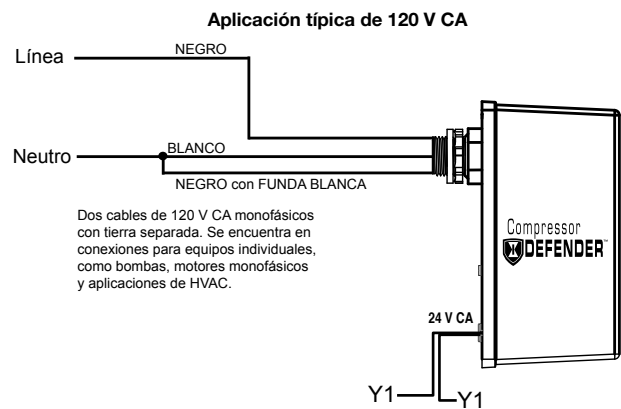 Aplicación típica de 120 V CA
NEGRO
Línea
BLANCO
Neutro
NEGRO con FUNDA BLANCA
Dos cables de 120 V CA monofásicos
con tierra separada. Se encuentra en
conexiones para equipos individuales,
como bombas, motores monofásicos
y aplicaciones de HVAC.
Compressor
DEFENDER™
24 V CA
Y1
Y1